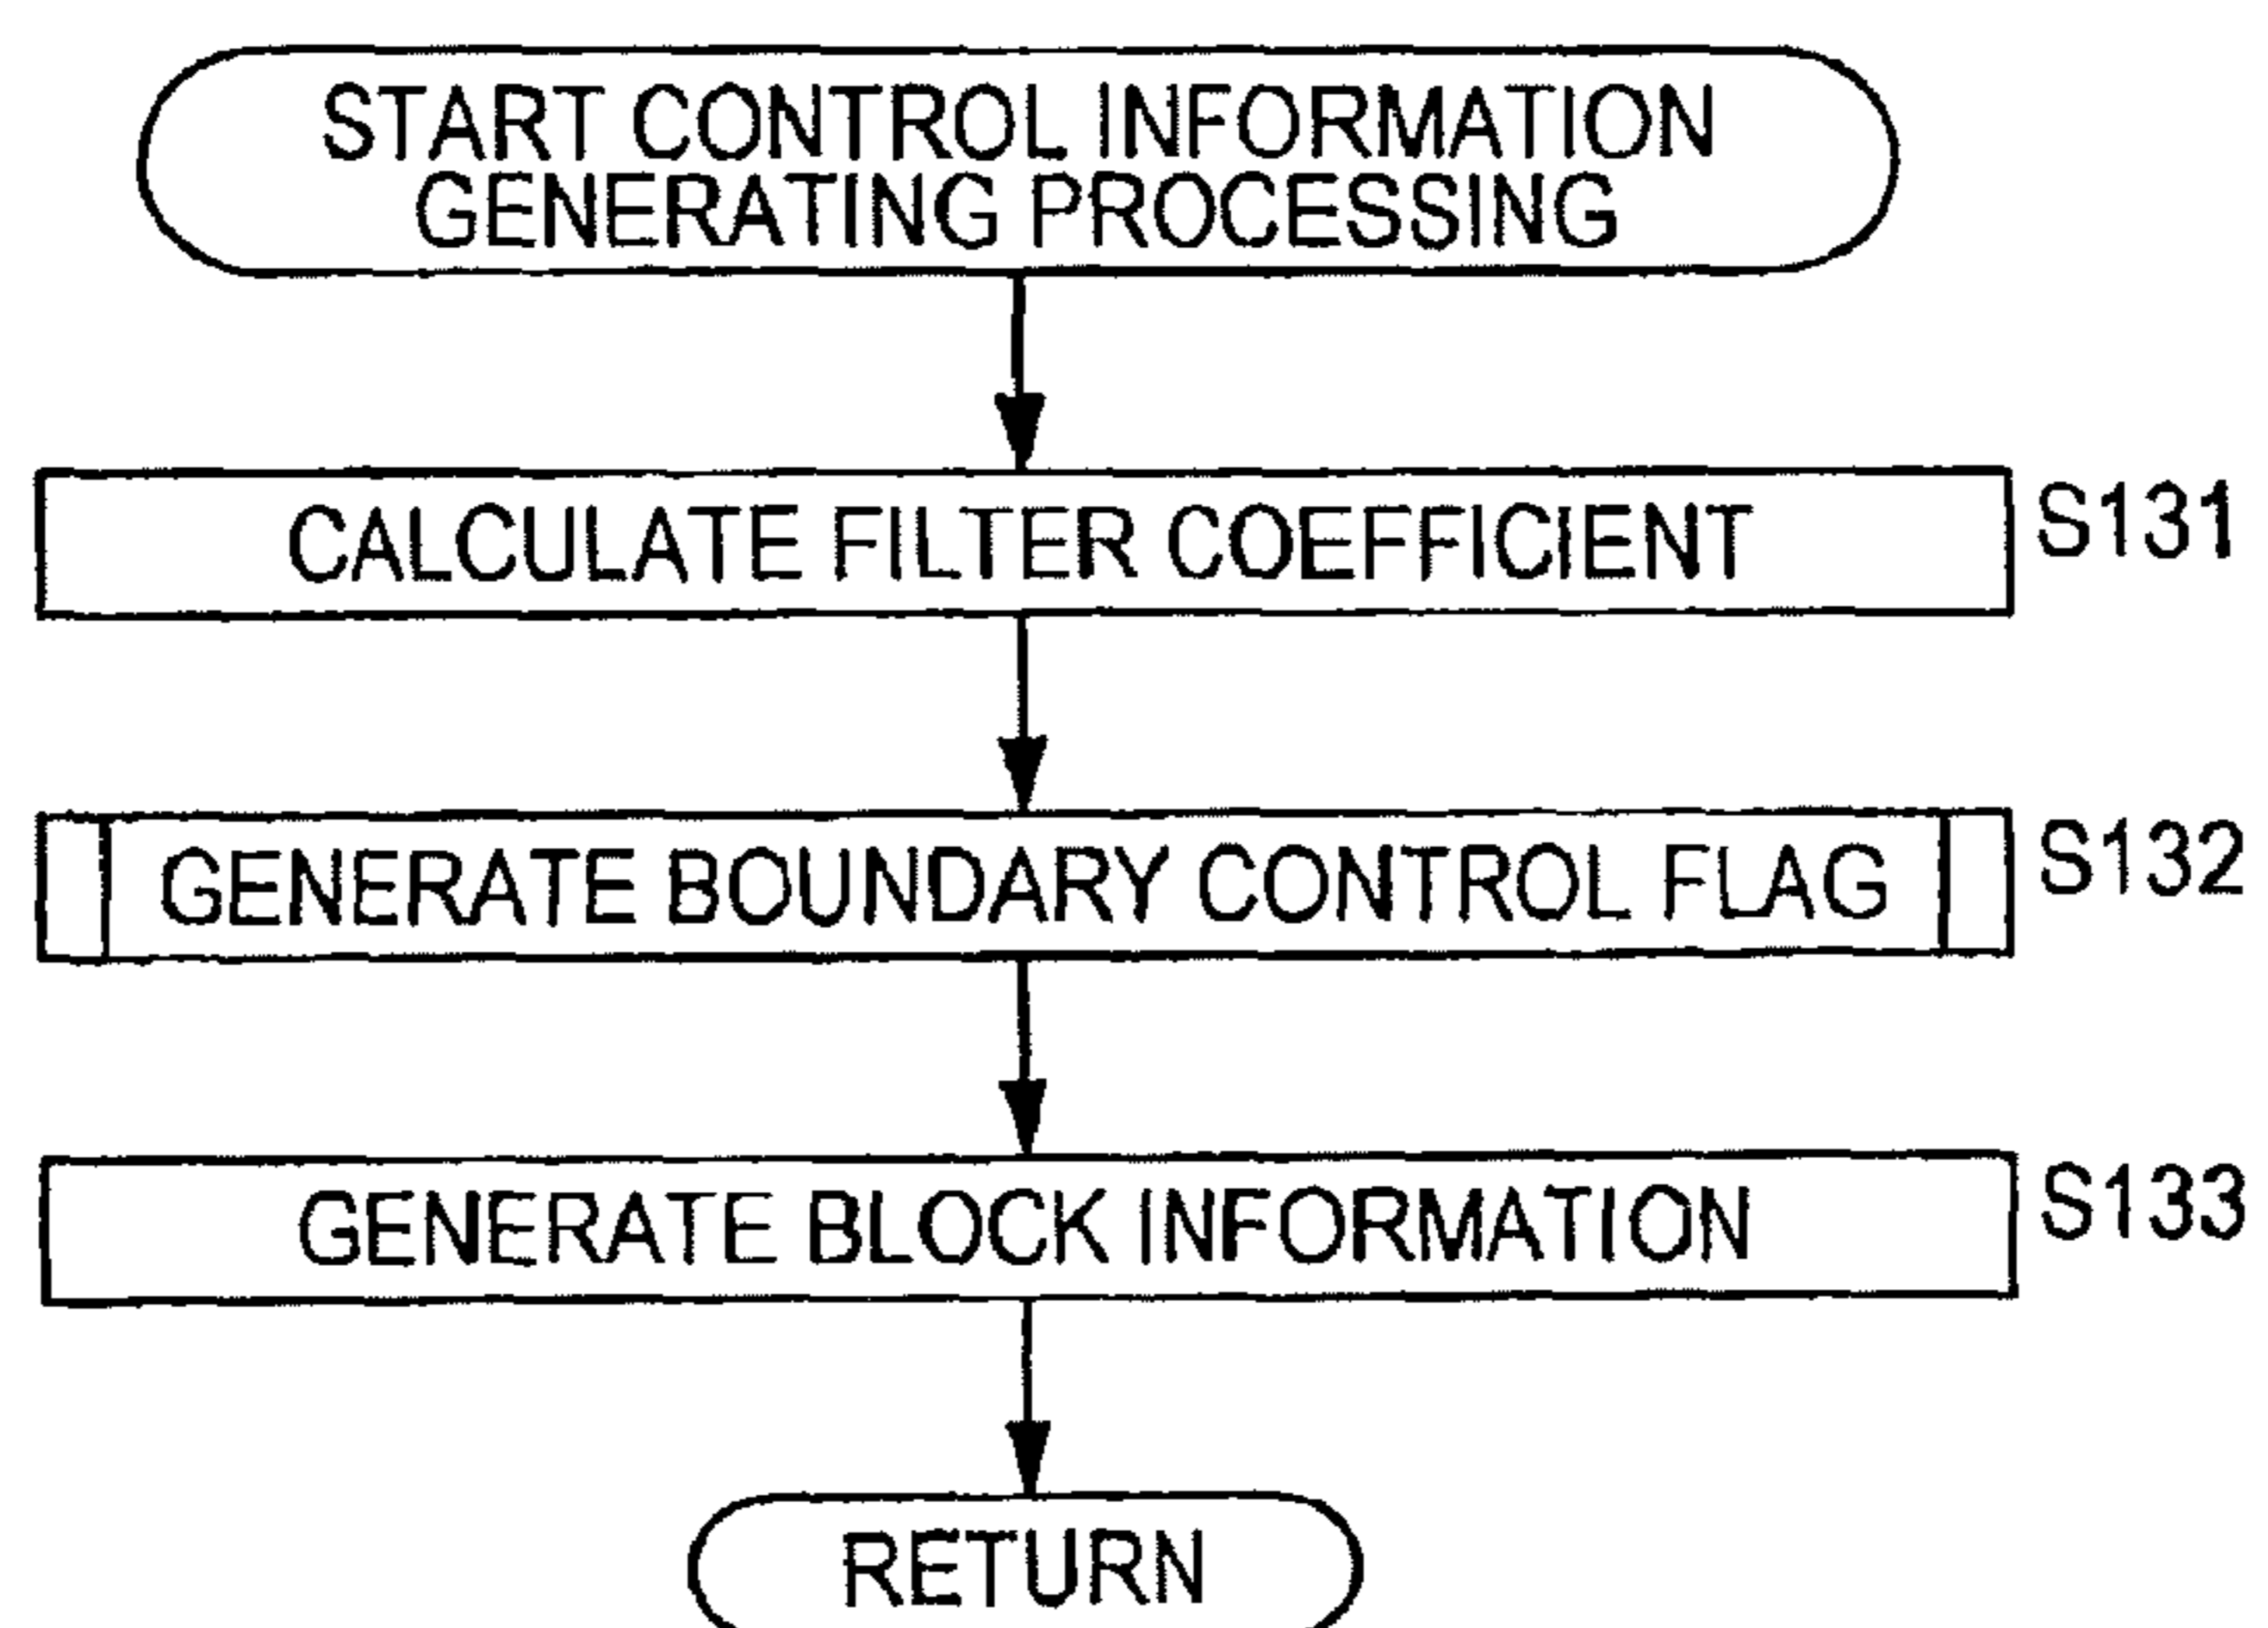 START CONTROL INFORMATION
GENERATING PROCESSING
CALCULATE FILTER COEFFICIENT
S131
GENERATE BOUNDARY CONTROL FLAG
S132
GENERATE BLOCK INFORMATION
S133
RETURN